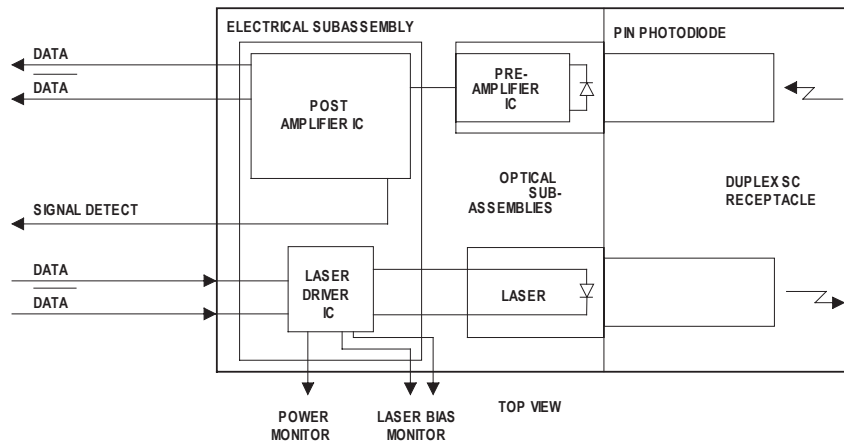 ELECTRICAL SUBASSEMBLY
PIN PHOTODIODE
DATA
DATA
POST
AMPLIFIER IC
PRE-
AMPLIFIER
IC
OPTICAL
SUB-
ASSEMBLIES
DUPLEX SC
RECEPTACLE
SIGNAL DETECT
DATA
DATA
LASER
DRIVER
IC
LASER
POWER
MONITOR
LASER BIAS
MONITOR
TOP VIEW